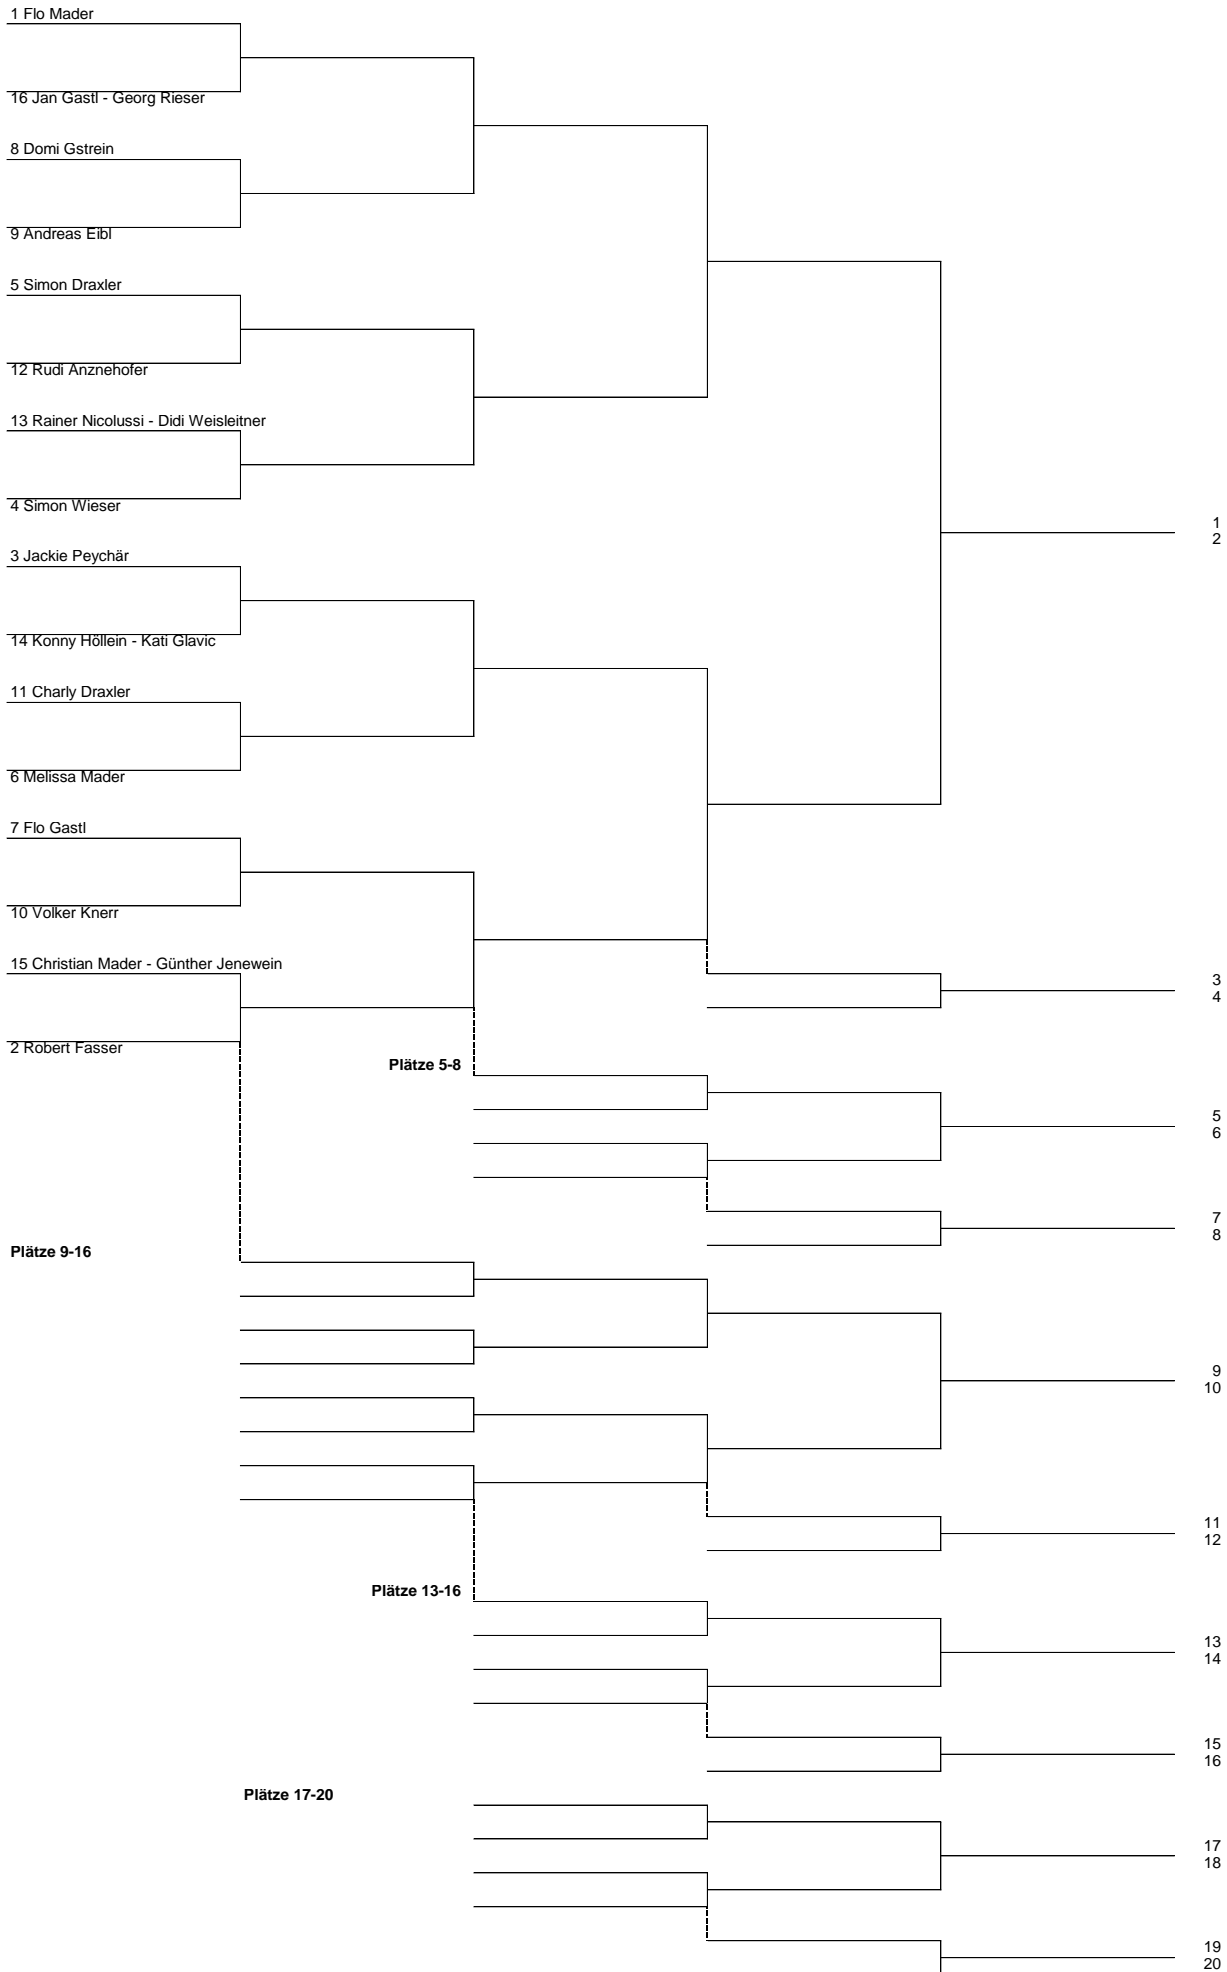 1 Flo Mader
16 Jan Gastl - Georg Rieser
8 Domi Gstrein
9 Andreas Eibl
5 Simon Draxler
12 Rudi Anznehofer
13 Rainer Nicolussi - Didi Weisleitner
4 Simon Wieser
1
2
3 Jackie Peychär
14 Konny Höllein - Kati Glavic
11 Charly Draxler
6 Melissa Mader
7 Flo Gastl
10 Volker Knerr
15 Christian Mader - Günther Jenewein
3
4
2 Robert Fasser
Plätze 5-8
5
6
7
8
Plätze 9-16
9
10
11
12
Plätze 13-16
13
14
15
16
Plätze 17-20
17
18
19
20